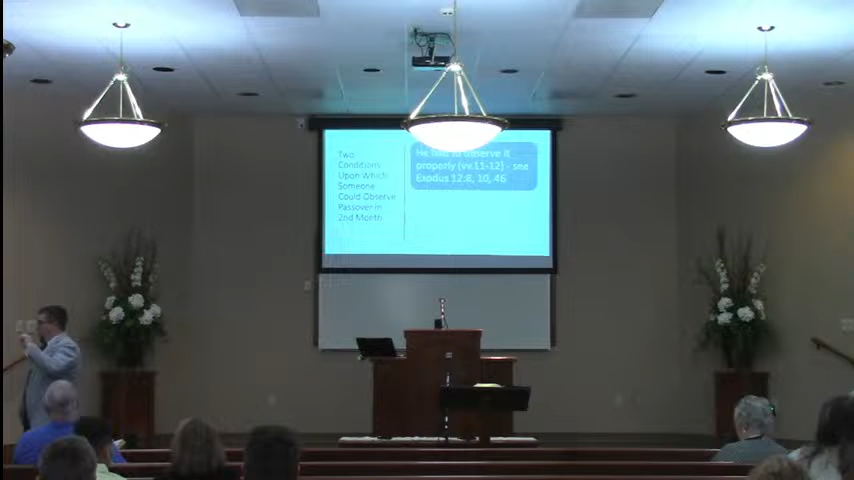 Two
Conditions
Upon Which
Someone
Could Observe
Passover in
2nd Month
He had to observe it
properly (vv.11-12) - see
Exodus 12:8, 10, 46